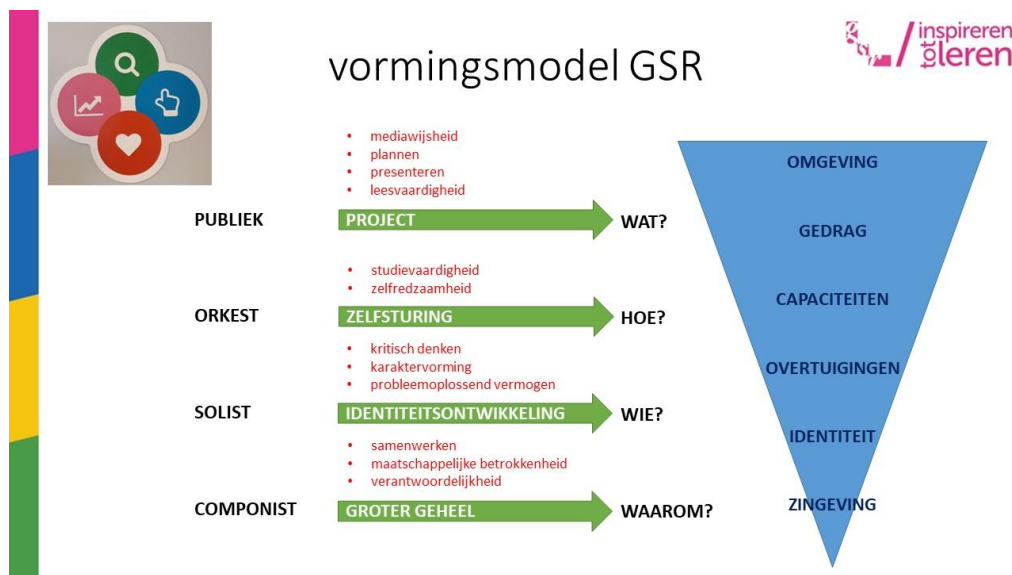 vormingsmodel GSR
inspireren
tot
leren
• mediawijsheid
• plannen
• presenteren
• leesvaardigheid
PUBLIEK
PROJECT
WAT?
• studievaardigheid
• zelfredzaamheid
ORKEST
ZELFSTURING
HOE?
• kritisch denken
• karaktervorming
• probleemoplossend vermogen
SOLIST
IDENTITEITSONTWIKKELING
WIE?
• samenwerken
• maatschappelijke betrokkenheid
• verantwoordelijkheid
COMPONIST
GROTER GEHEEL
WAAROM?
OMGEVING
GEDRAG
CAPACITEITEN
OVERTUIGINGEN
IDENTITEIT
ZINGEVING